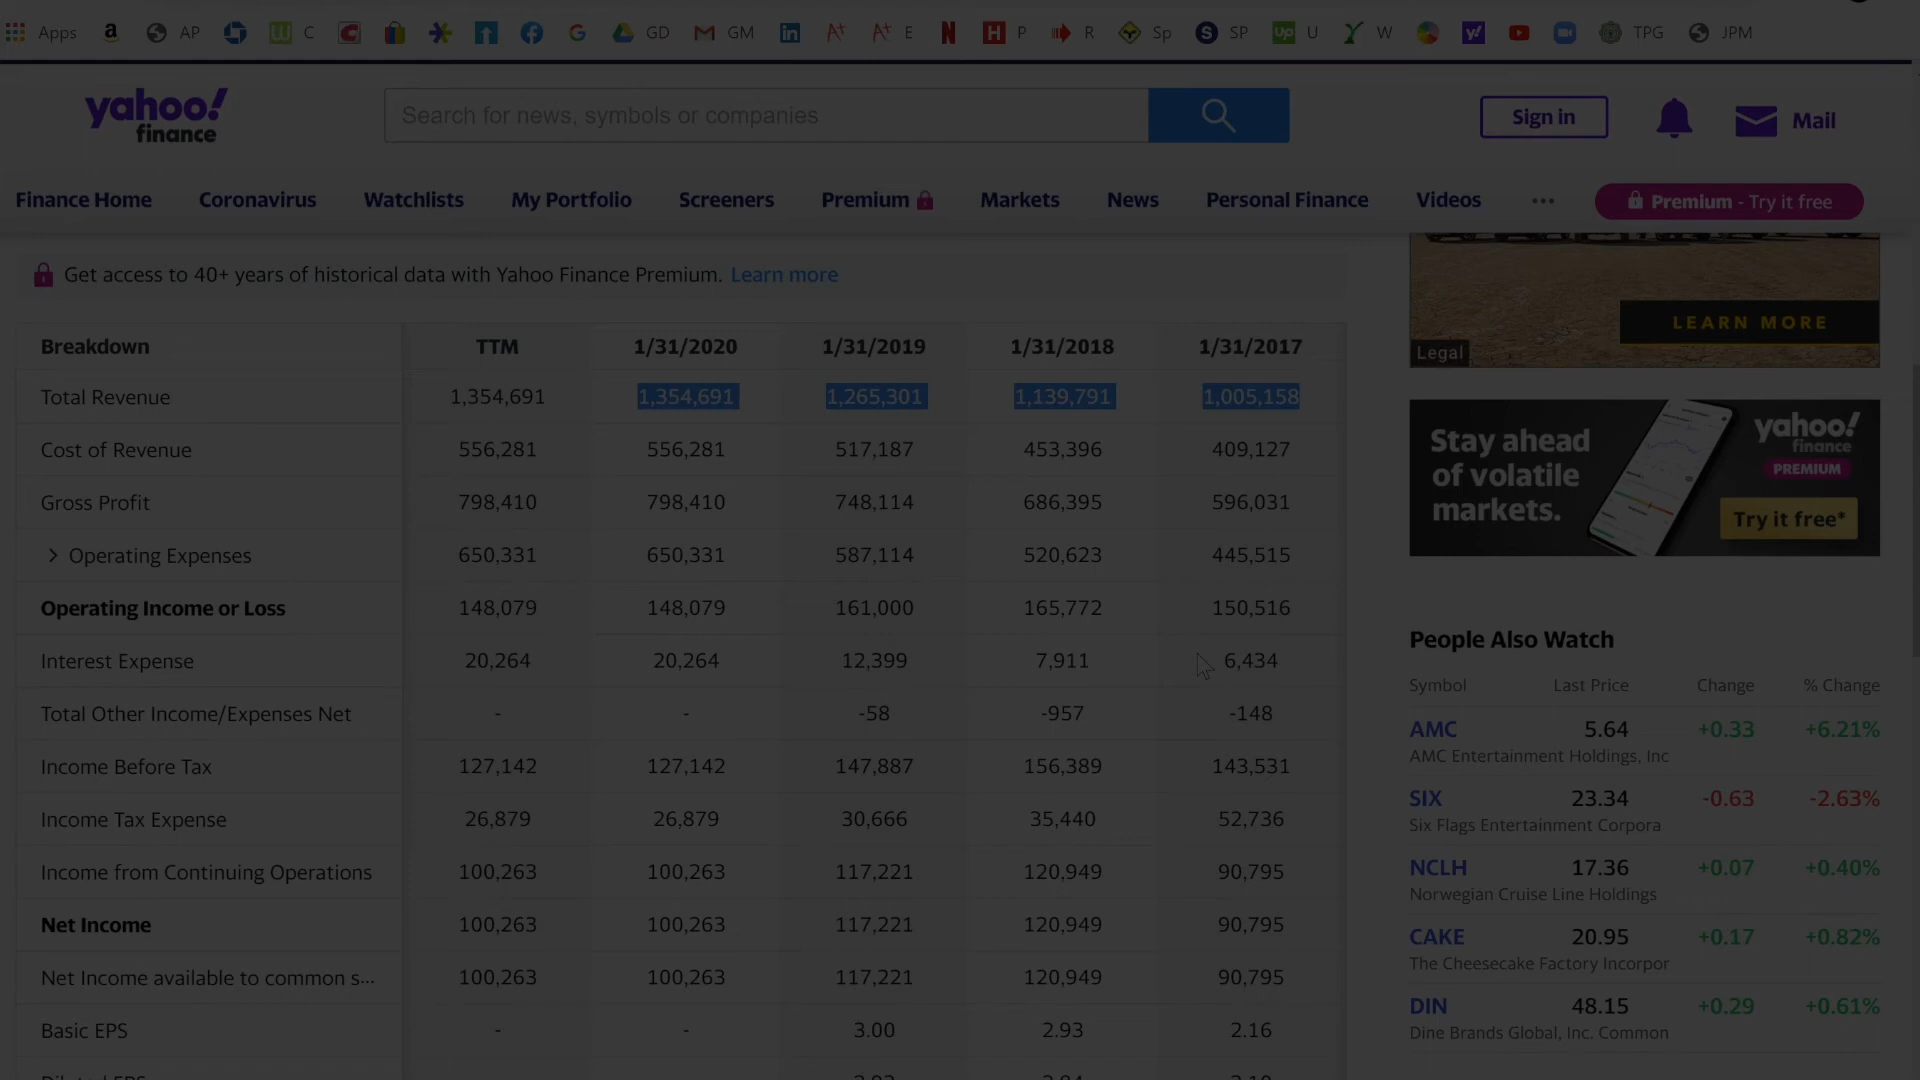 Apps AP C GD GM E P R Sp SP U W TPG JPM
yahoo! finance
Search for news, symbols or companies
Sign in
Mail
Finance Home Coronavirus Watchlists My Portfolio Screeners Premium Markets News Personal Finance Videos ... Premium - Try it free
Get access to 40+ years of historical data with Yahoo Finance Premium. Learn more
Breakdown TTM 1/31/2020 1/31/2019 1/31/2018 1/31/2017
Total Revenue 1,354,691 1,354,691 1,265,301 1,139,791 1,005,158
Cost of Revenue 556,281 556,281 517,187 453,396 409,127
Gross Profit 798,410 798,410 748,114 686,395 596,031
> Operating Expenses 650,331 650,331 587,114 520,623 445,515
Operating Income or Loss 148,079 148,079 161,000 165,772 150,516
Interest Expense 20,264 20,264 12,399 7,911 6,434
Total Other Income/Expenses Net - - -58 -957 -148
Income Before Tax 127,142 127,142 147,887 156,389 143,531
Income Tax Expense 26,879 26,879 30,666 35,440 52,736
Income from Continuing Operations 100,263 100,263 117,221 120,949 90,795
Net Income 100,263 100,263 117,221 120,949 90,795
Net Income available to common s... 100,263 100,263 117,221 120,949 90,795
Basic EPS - - 3.00 2.93 2.16
LEARN MORE
Legal
Stay ahead
of volatile
markets.
yahoo!
finance
PREMIUM
Try it free*
People Also Watch
Symbol Last Price Change % Change
AMC 5.64 +0.33 +6.21%
AMC Entertainment Holdings, Inc
SIX 23.34 -0.63 -2.63%
Six Flags Entertainment Corpora
NCLH 17.36 +0.07 +0.40%
Norwegian Cruise Line Holdings
CAKE 20.95 +0.17 +0.82%
The Cheesecake Factory Incorpor
DIN 48.15 +0.29 +0.61%
Dine Brands Global, Inc. Common